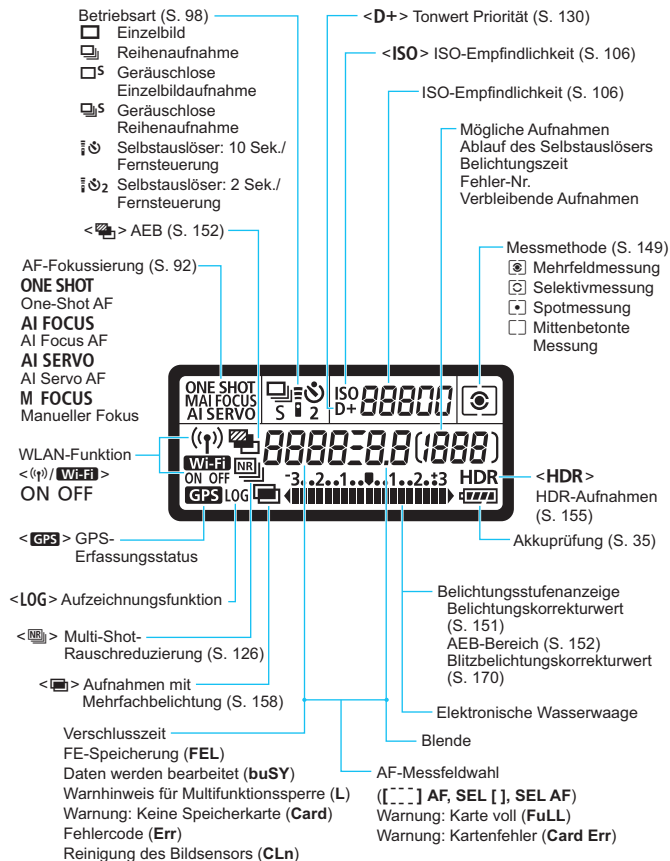 Betriebsart (S. 98)
Einzelbild
Reihenaufnahme
S Geräuschlose
Einzelbildaufnahme
S Geräuschlose
Reihenaufnahme
Selbstauslöser: 10 Sek./
Fernsteuerung
2 Selbstauslöser: 2 Sek./
Fernsteuerung
< > AEB (S. 152)
AF-Fokussierung (S. 92)
ONE SHOT
One-Shot AF
AI FOCUS
AI Focus AF
AI SERVO
AI Servo AF
M FOCUS
Manueller Fokus
WLAN-Funktion
< / Wi-Fi >
ON OFF
<GPS> GPS-
Erfassungsstatus
<LOG> Aufzeichnungsfunktion
<NR> Multi-Shot-
Rauschreduzierung (S. 126)
< > Aufnahmen mit
Mehrfachbelichtung (S. 158)
<D+> Tonwert Priorität (S. 130)
<ISO> ISO-Empfindlichkeit (S. 106)
ISO-Empfindlichkeit (S. 106)
Mögliche Aufnahmen
Ablauf des Selbstauslösers
Belichtungszeit
Fehler-Nr.
Verbleibende Aufnahmen
Messmethode (S. 149)
Mehrfeldmessung
Selektivmessung
Spotmessung
Mittenbetonte
Messung
ONE SHOT
MAI FOCUS
AI SERVO
S 2
ISO
D+
88800
8888-8.8(1888)
Wi-Fi
NR
ON OFF
-3..2..1..0..1..2..+3
HDR
GPS LOG
<HDR>
HDR-Aufnahmen
(S. 155)
Akkuprüfung (S. 35)
Belichtungsstufenanzeige
Belichtungskorrekturwert
(S. 151)
AEB-Bereich (S. 152)
Blitzbelichtungskorrekturwert
(S. 170)
Elektronische Wasserwaage
Blende
Verschlusszeit
FE-Speicherung (FEL)
Daten werden bearbeitet (buSY)
Warnhinweis für Multifunktionssperre (L)
Warnung: Keine Speicherkarte (Card)
Fehlercode (Err)
Reinigung des Bildsensors (CLn)
AF-Messfeldwahl
([---] AF, SEL [ ], SEL AF)
Warnung: Karte voll (FuLL)
Warnung: Kartenfehler (Card Err)